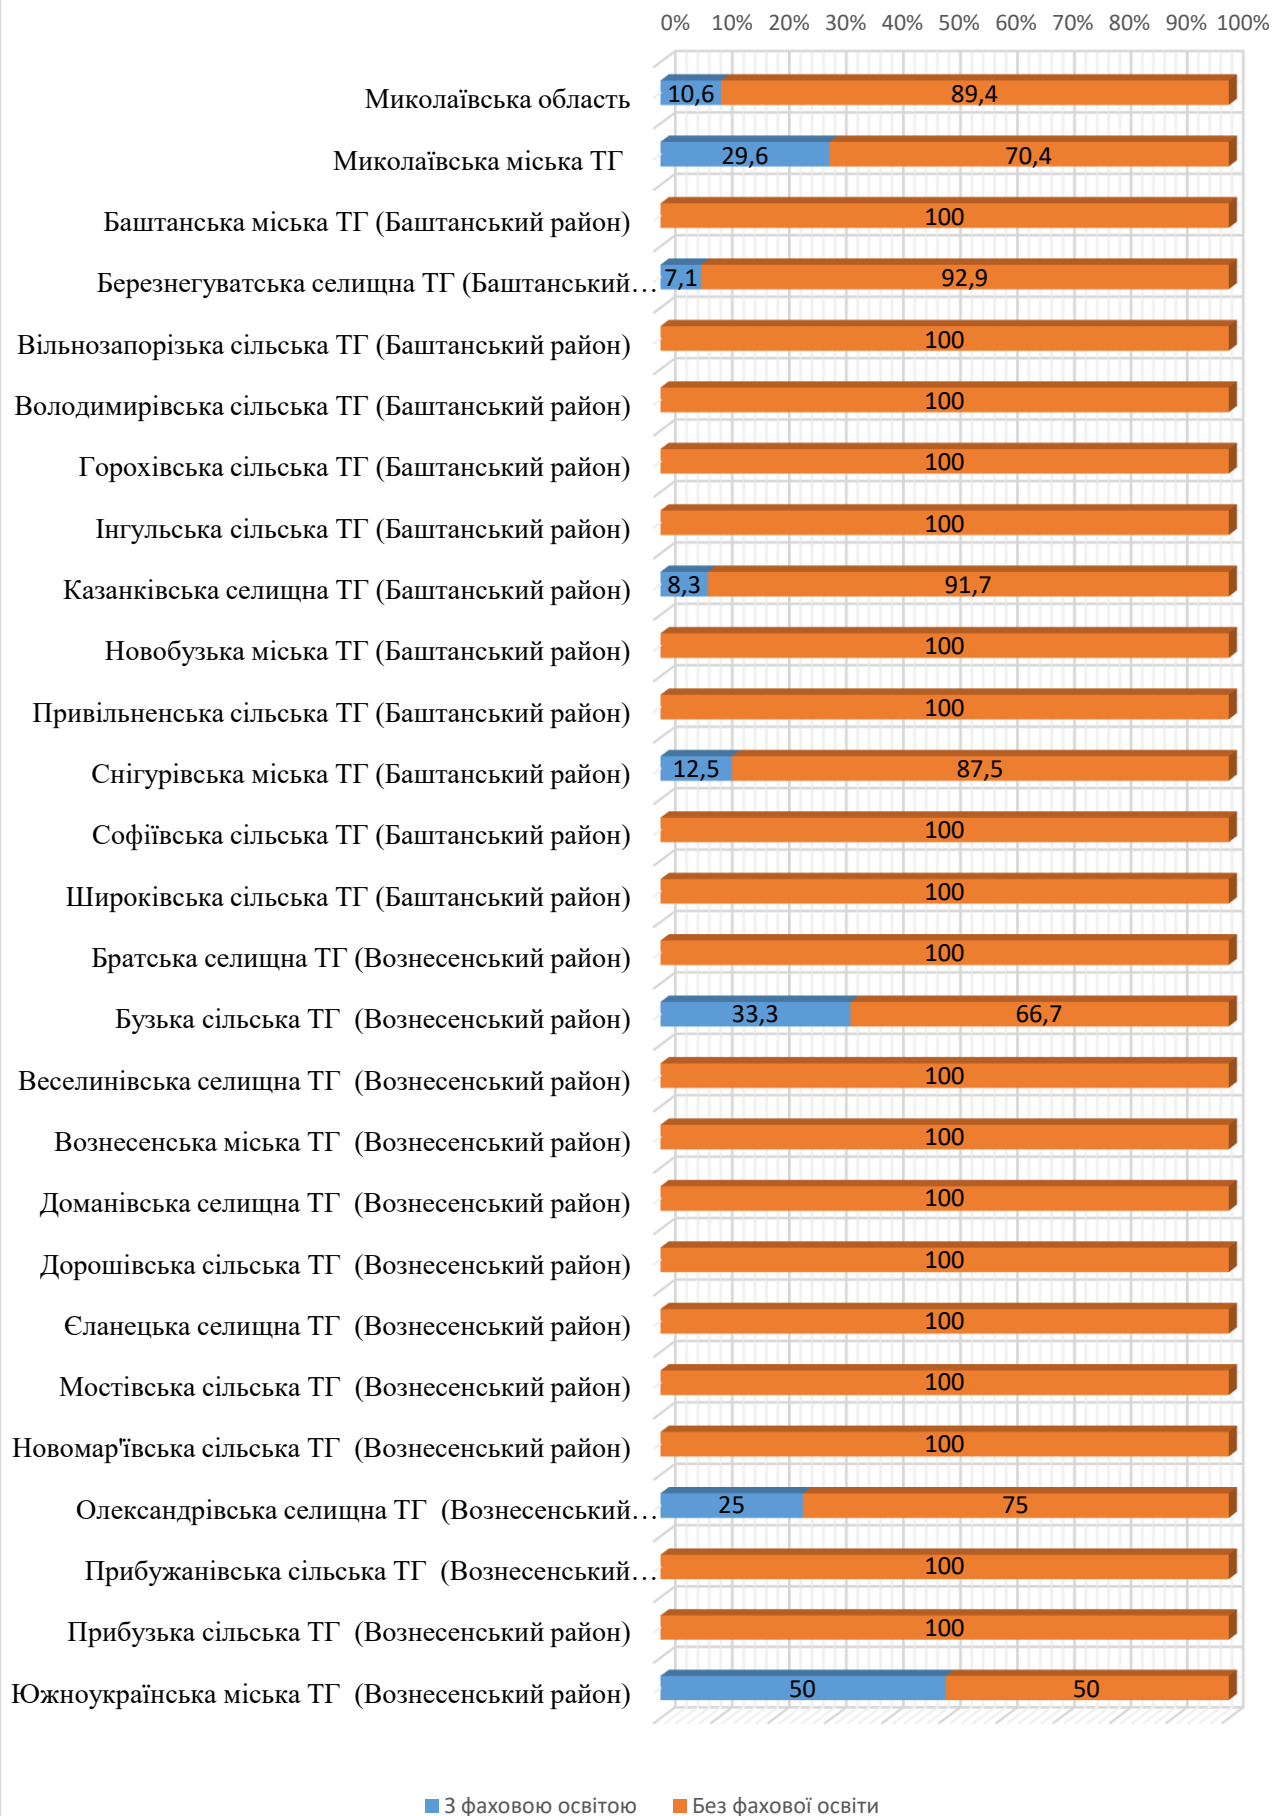 0% 10% 20% 30% 40% 50% 60% 70% 80% 90% 100%
Миколаївська область 10,6 89,4
Миколаївська міська ТГ 29,6 70,4
Баштанська міська ТГ (Баштанський район) 100
Березнегуватська селищна ТГ (Баштанський… 7,1 92,9
Вільнозапорізька сільська ТГ (Баштанський район) 100
Володимирівська сільська ТГ (Баштанський район) 100
Горохівська сільська ТГ (Баштанський район) 100
Інгульська сільська ТГ (Баштанський район) 100
Казанківська селищна ТГ (Баштанський район) 8,3 91,7
Новобузька міська ТГ (Баштанський район) 100
Привільненська сільська ТГ (Баштанський район) 100
Снігурівська міська ТГ (Баштанський район) 12,5 87,5
Софіївська сільська ТГ (Баштанський район) 100
Широківська сільська ТГ (Баштанський район) 100
Братська селищна ТГ (Вознесенський район) 100
Бузька сільська ТГ (Вознесенський район) 33,3 66,7
Веселинівська селищна ТГ (Вознесенський район) 100
Вознесенська міська ТГ (Вознесенський район) 100
Доманівська селищна ТГ (Вознесенський район) 100
Дорошівська сільська ТГ (Вознесенський район) 100
Єланецька селищна ТГ (Вознесенський район) 100
Мостівська сільська ТГ (Вознесенський район) 100
Новомар'ївська сільська ТГ (Вознесенський район) 100
Олександрівська селищна ТГ (Вознесенський… 25 75
Прибужанівська сільська ТГ (Вознесенський… 100
Прибузька сільська ТГ (Вознесенський район) 100
Южноукраїнська міська ТГ (Вознесенський район) 50 50
З фаховою освітою Без фахової освіти